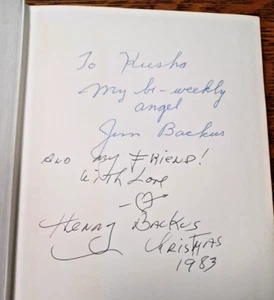 To Kusha
My bi-weekly
angel
Jim Backus
AND my FRIEND!
With Love
Henny Backus
Christmas
1983